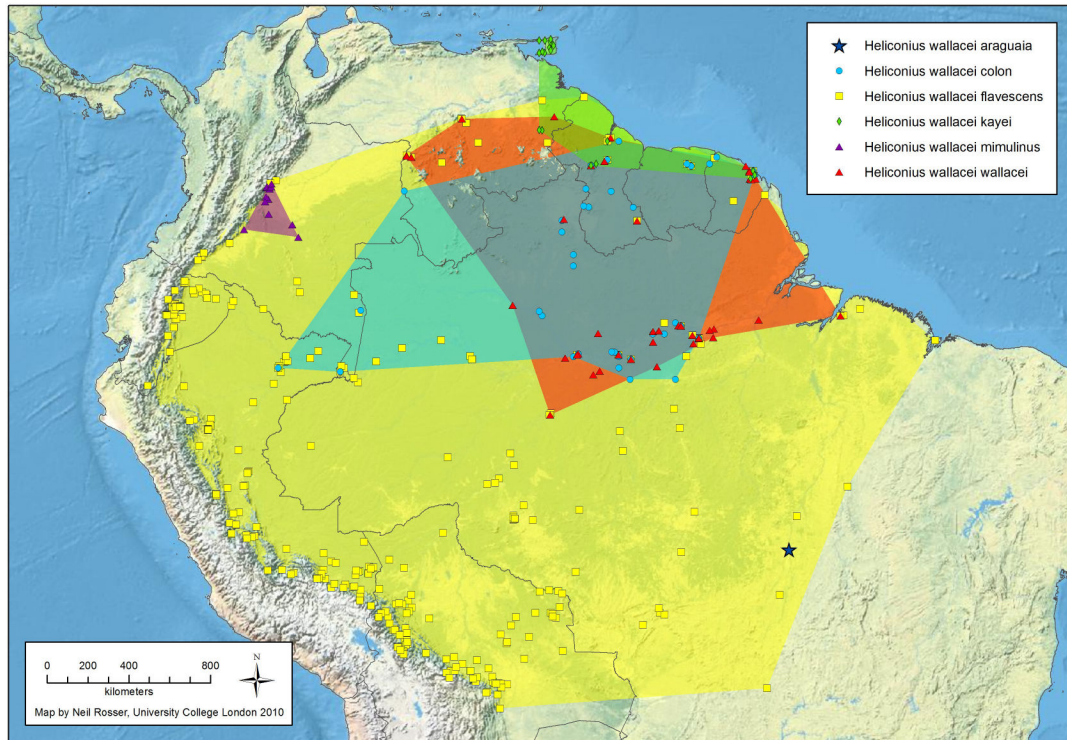 Heliconius wallacei araguaia
Heliconius wallacei colon
Heliconius wallacei flavescens
Heliconius wallacei kayei
Heliconius wallacei mimulinus
Heliconius wallacei wallacei
N
0 200 400 800
kilometers
Map by Neil Rosser, University College London 2010